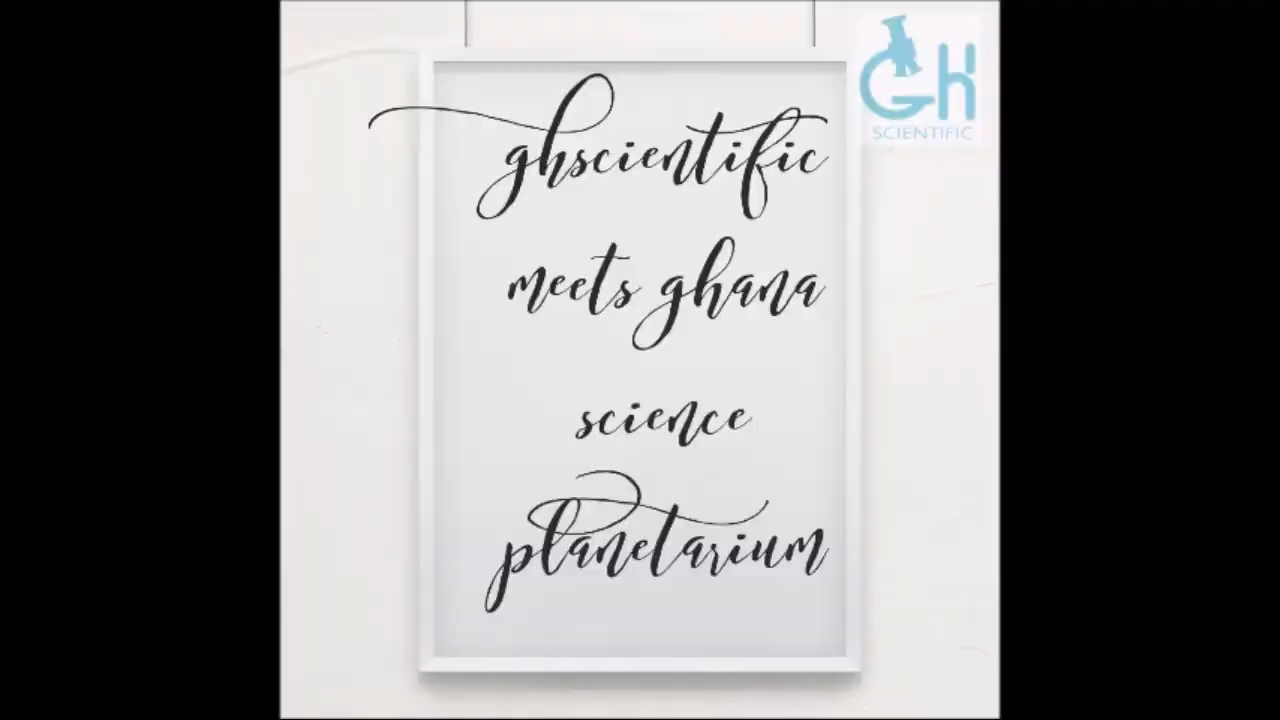 ghscientific
meets ghana
science
planetarium
Gh
SCIENTIFIC